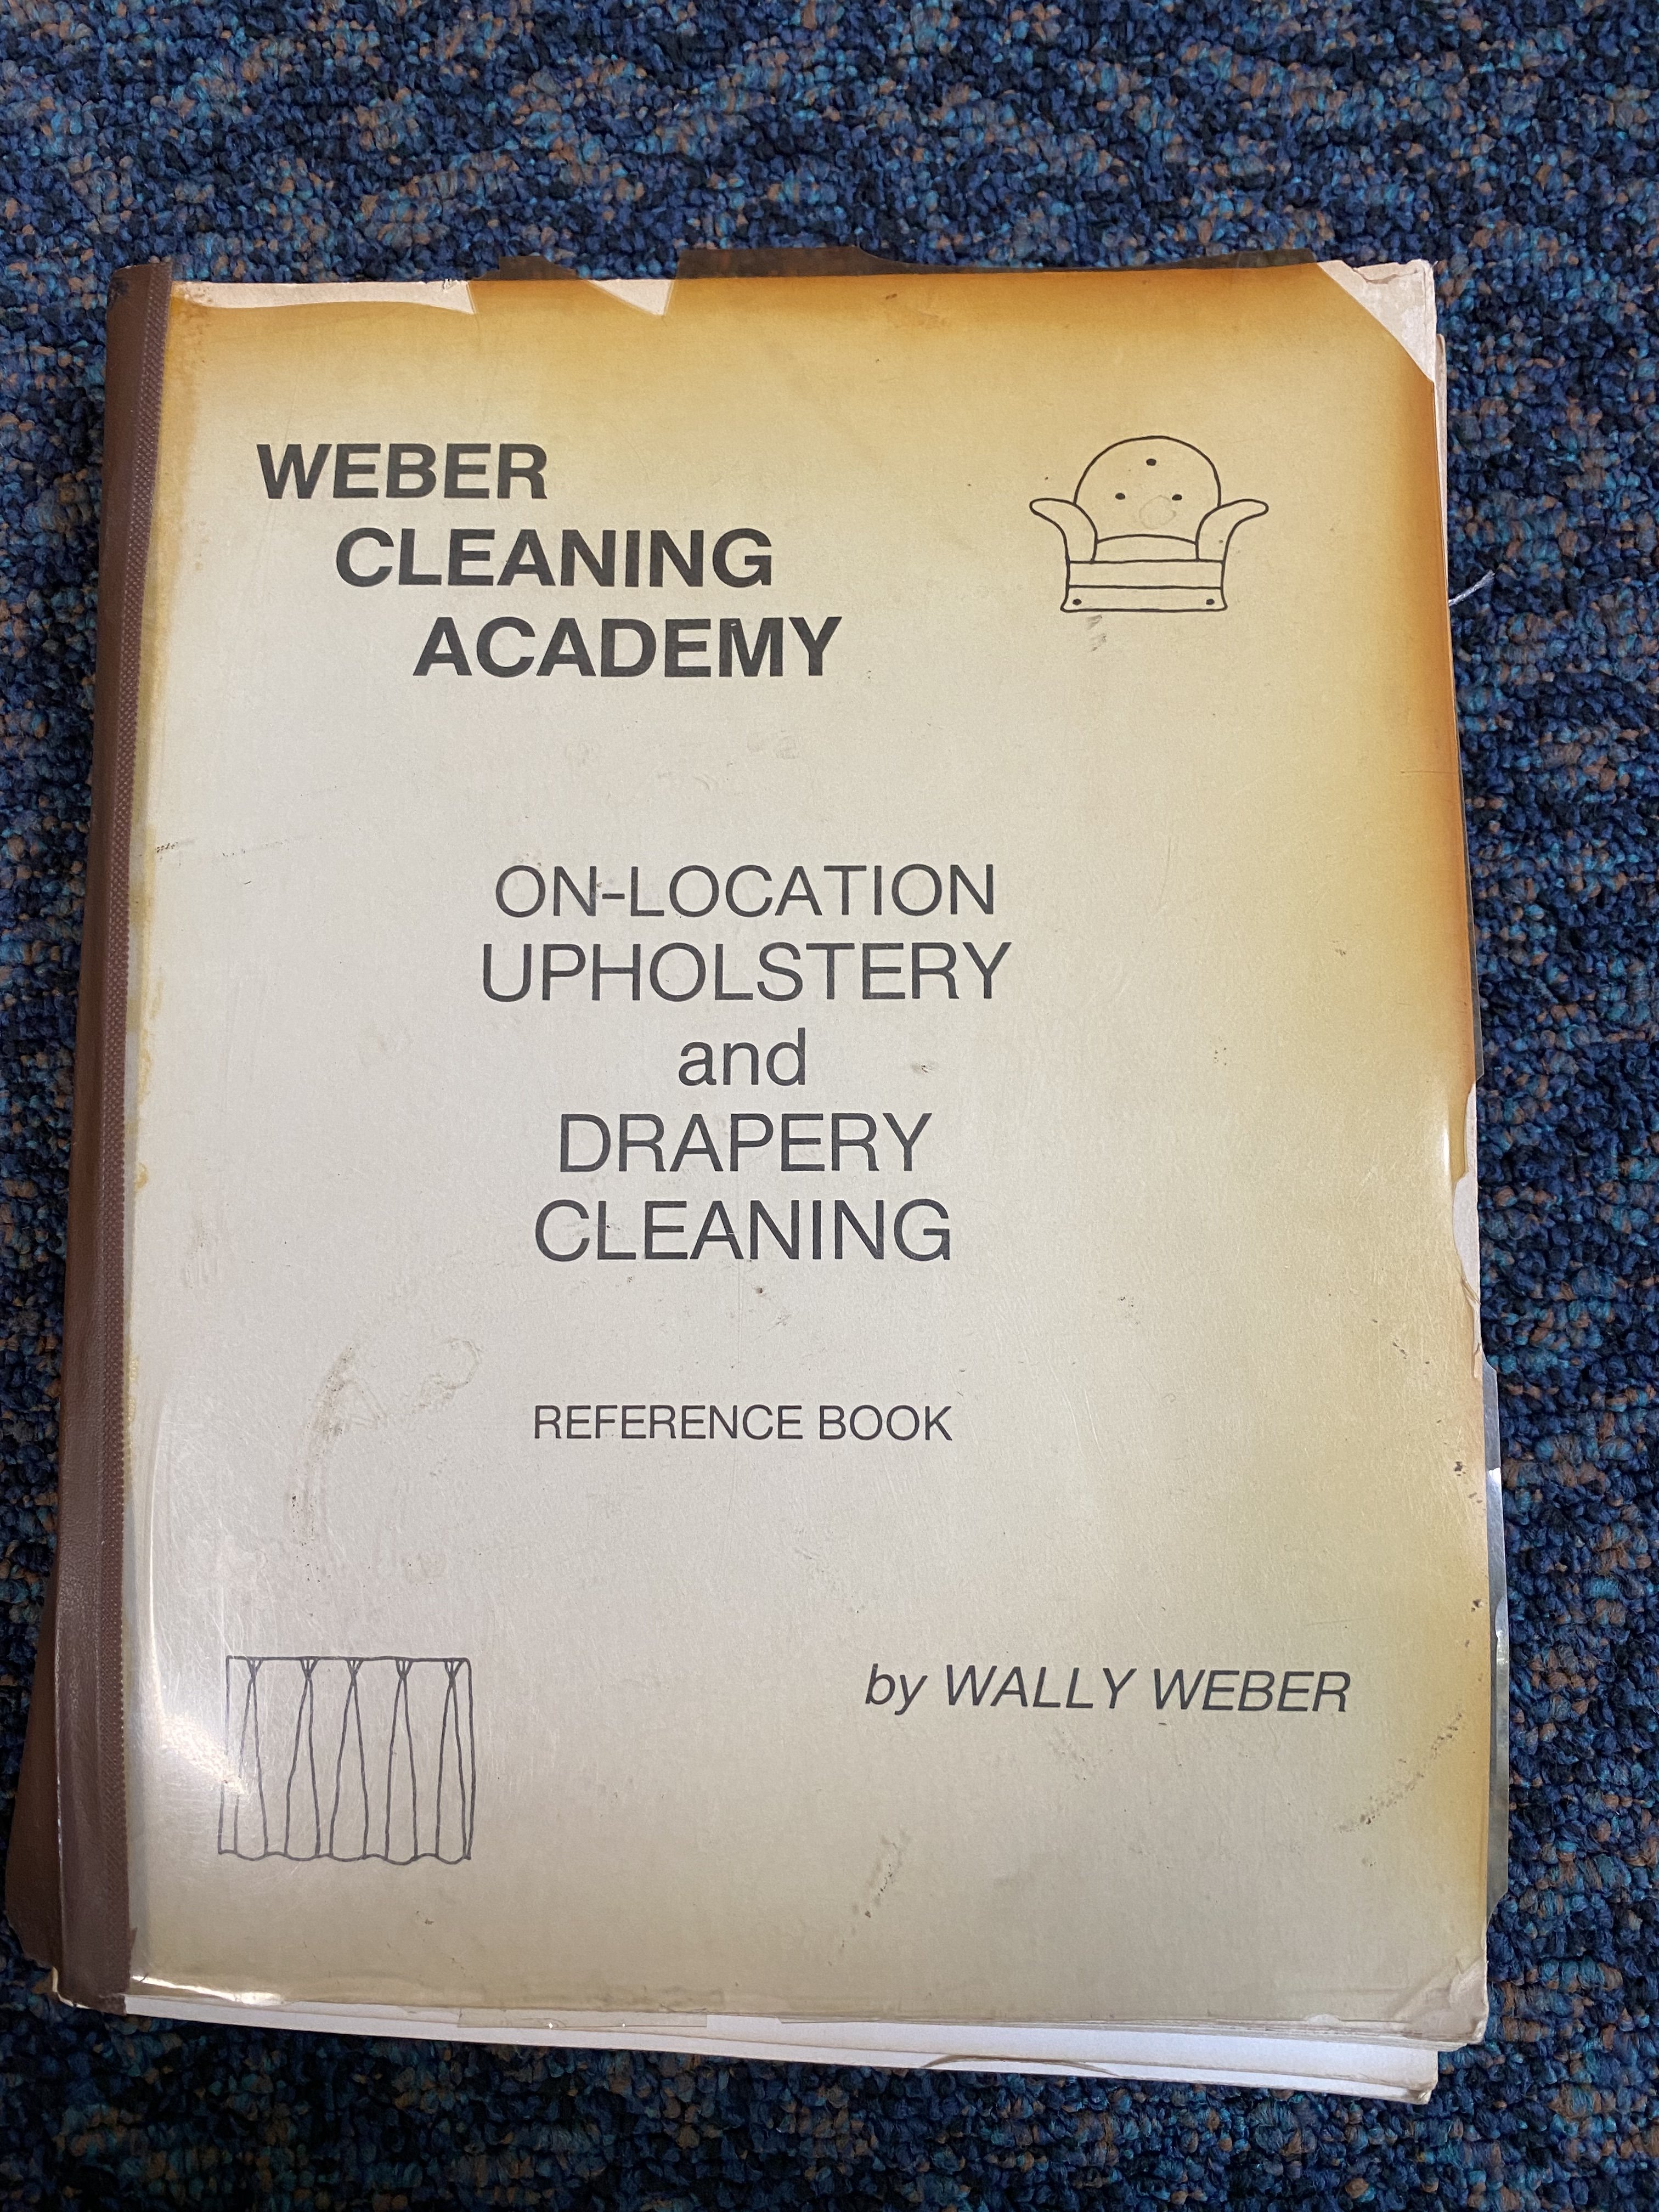 WEBER
CLEANING
ACADEMY
ON-LOCATION
UPHOLSTERY
and
DRAPERY
CLEANING
REFERENCE BOOK
by WALLY WEBER